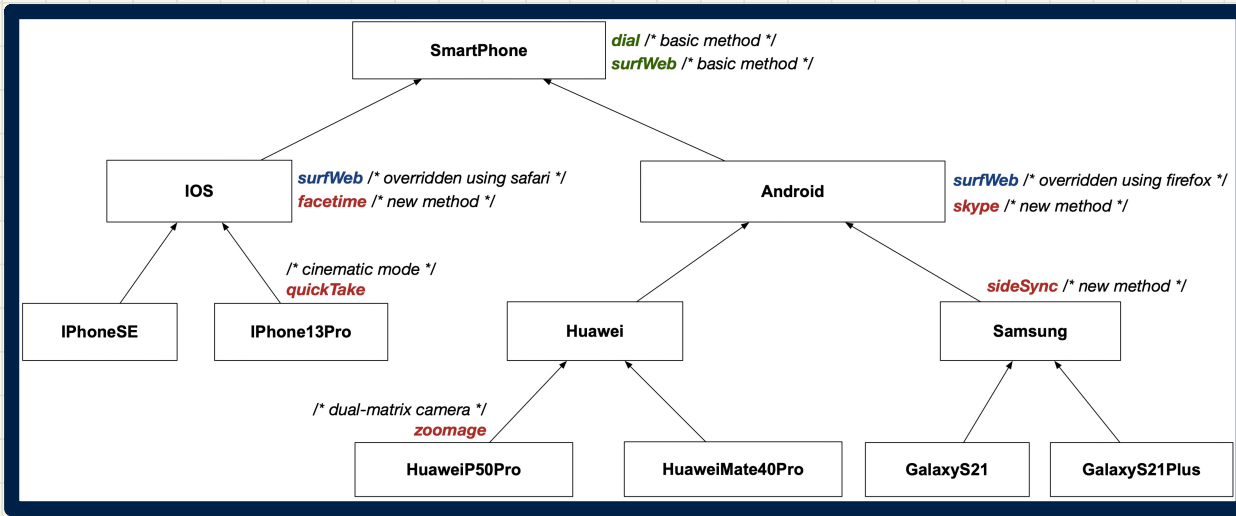 SmartPhone
dial /* basic method */
surfWeb /* basic method */
IOS
surfWeb /* overridden using safari */
facetime /* new method */
Android
surfWeb /* overridden using firefox */
skype /* new method */
/* cinematic mode */
quickTake
sideSync /* new method */
IPhoneSE
IPhone13Pro
Huawei
Samsung
/* dual-matrix camera */
zoomage
HuaweiP50Pro
HuaweiMate40Pro
GalaxyS21
GalaxyS21Plus